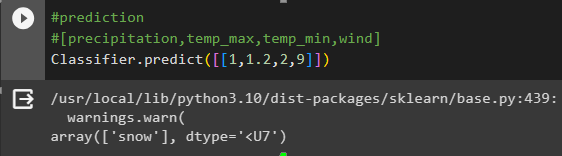 #prediction
#[precipitation,temp_max,temp_min,wind]
Classifier.predict([[1,1.2,2,9]])
/usr/local/lib/python3.10/dist-packages/sklearn/base.py:439:
  warnings.warn(
array(['snow'], dtype='<U7')